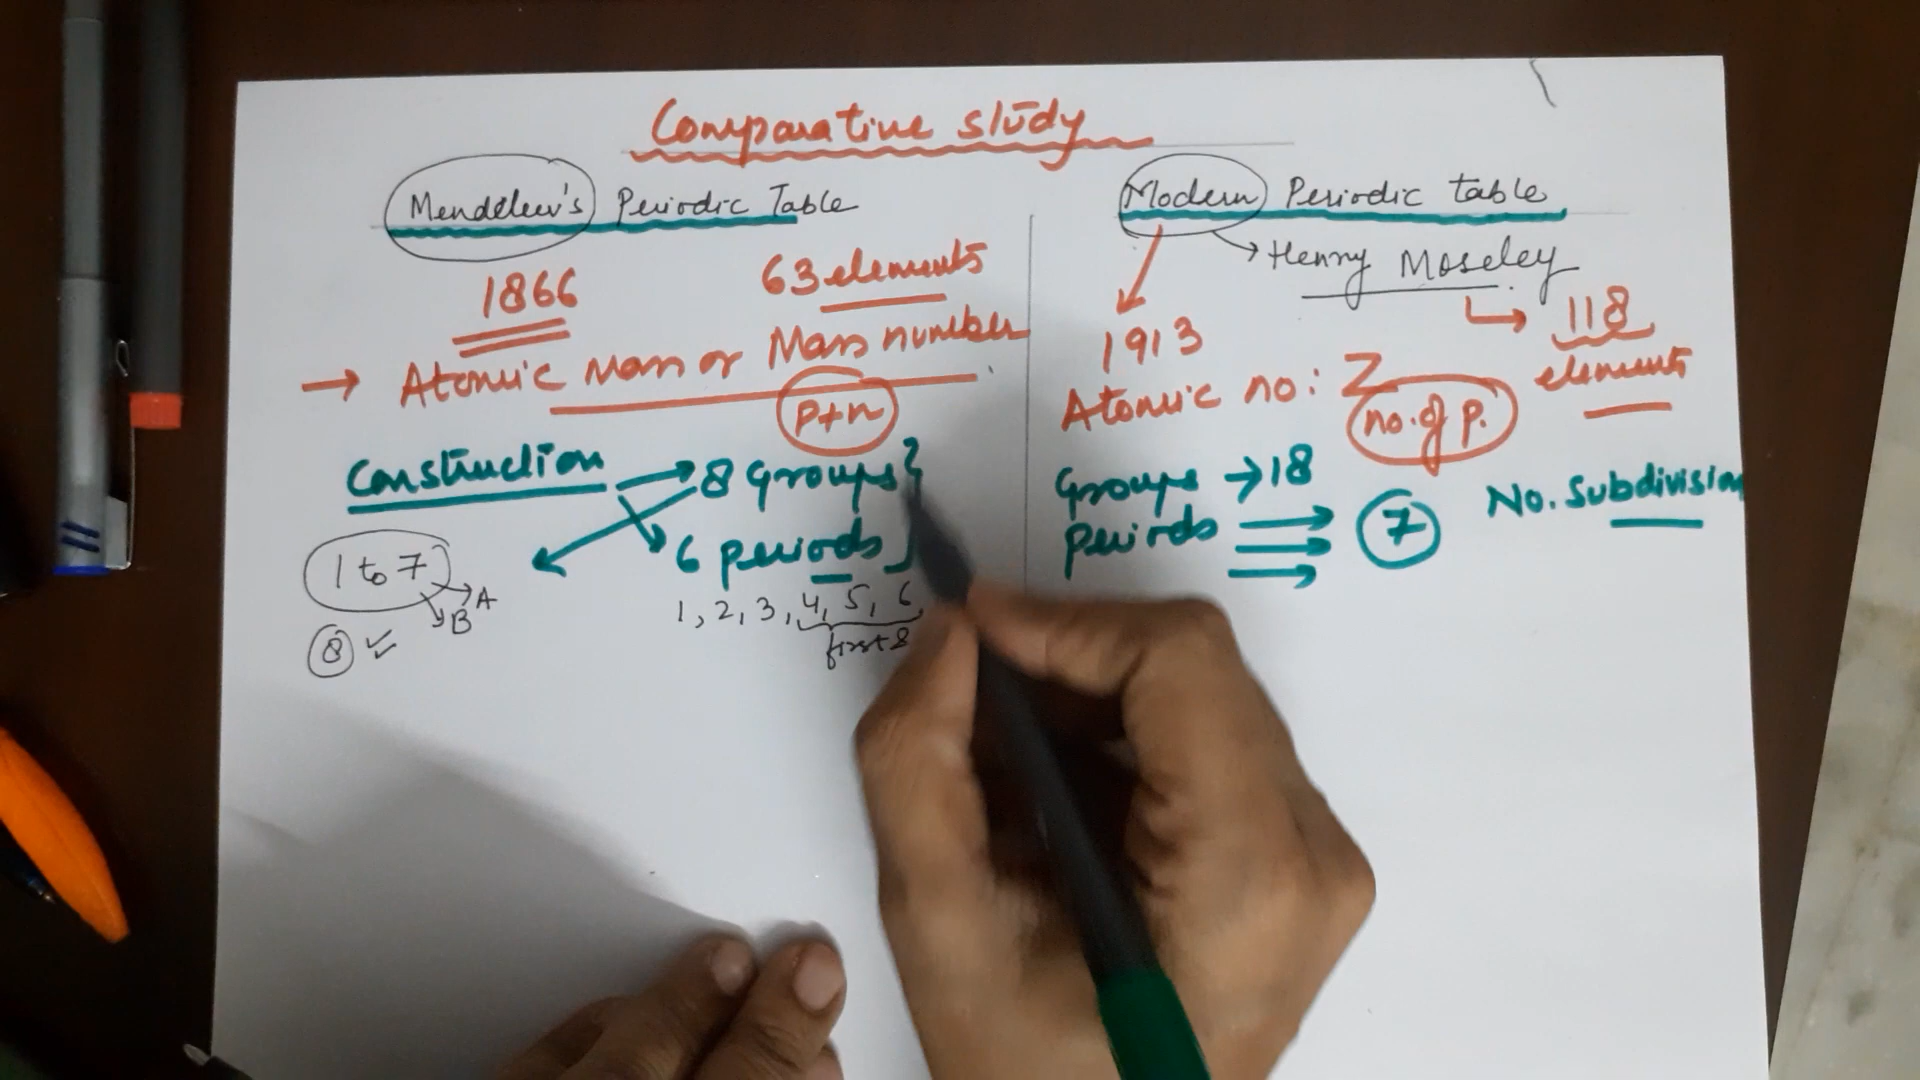 Comparative study
Mendeleev's Periodic Table
1866
63 elements
→ Atomic Mass or Mass number
p+n
Construction → 8 Groups
6 periods
1 to 7
A
B
8 ✓
1, 2, 3, 4, 5, 6
first 8
Modern Periodic table
→ Henry Moseley
1913
118
elements
Atomic no: Z
no. of p.
Groups → 18
No. Subdivision
periods
7